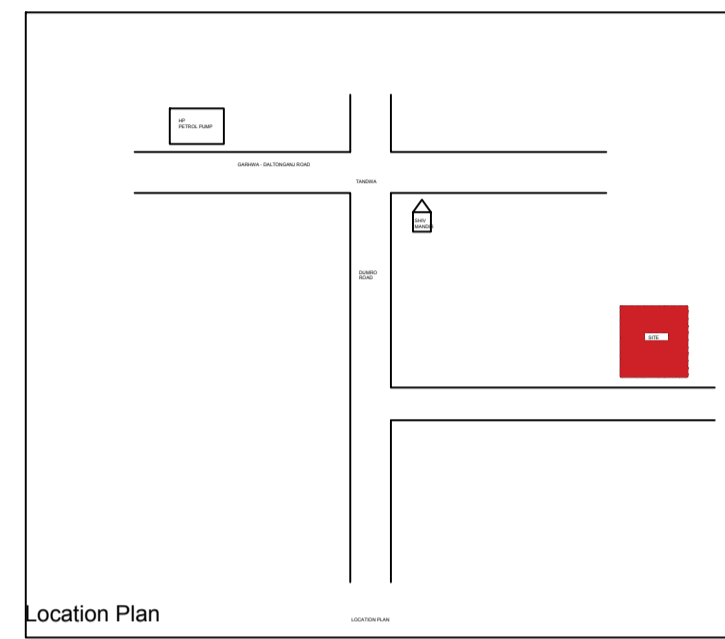 HP
PETROL PUMP
GARHWA - DALTONGANJ ROAD
TANDWA
SHIV
MANDIR
DUMRO
ROAD
SITE
Location Plan
LOCATION PLAN